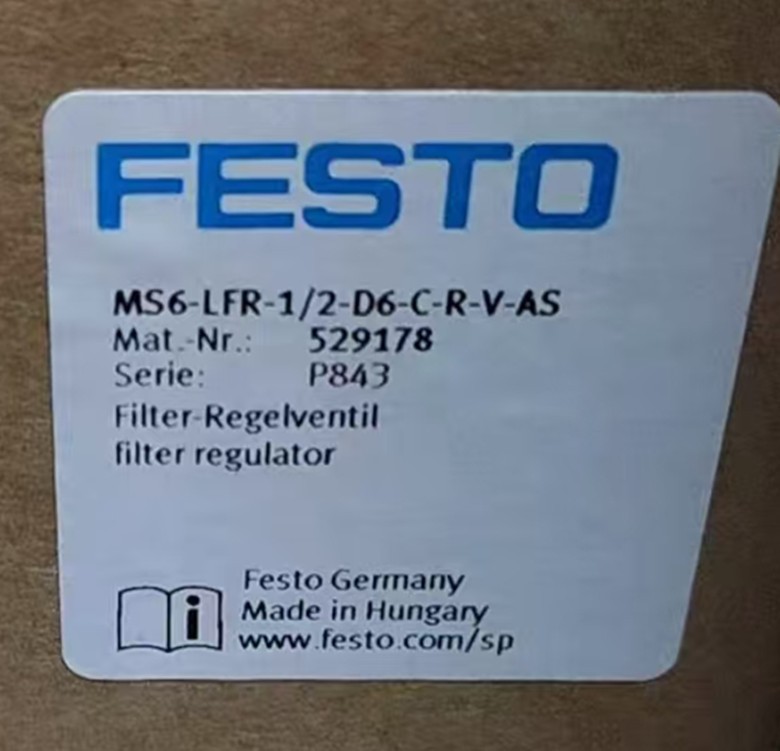 FESTO
MS6-LFR-1/2-D6-C-R-V-AS
Mat.-Nr.: 529178
Serie: P843
Filter-Regelventil
filter regulator
Festo Germany
Made in Hungary
www.festo.com/sp